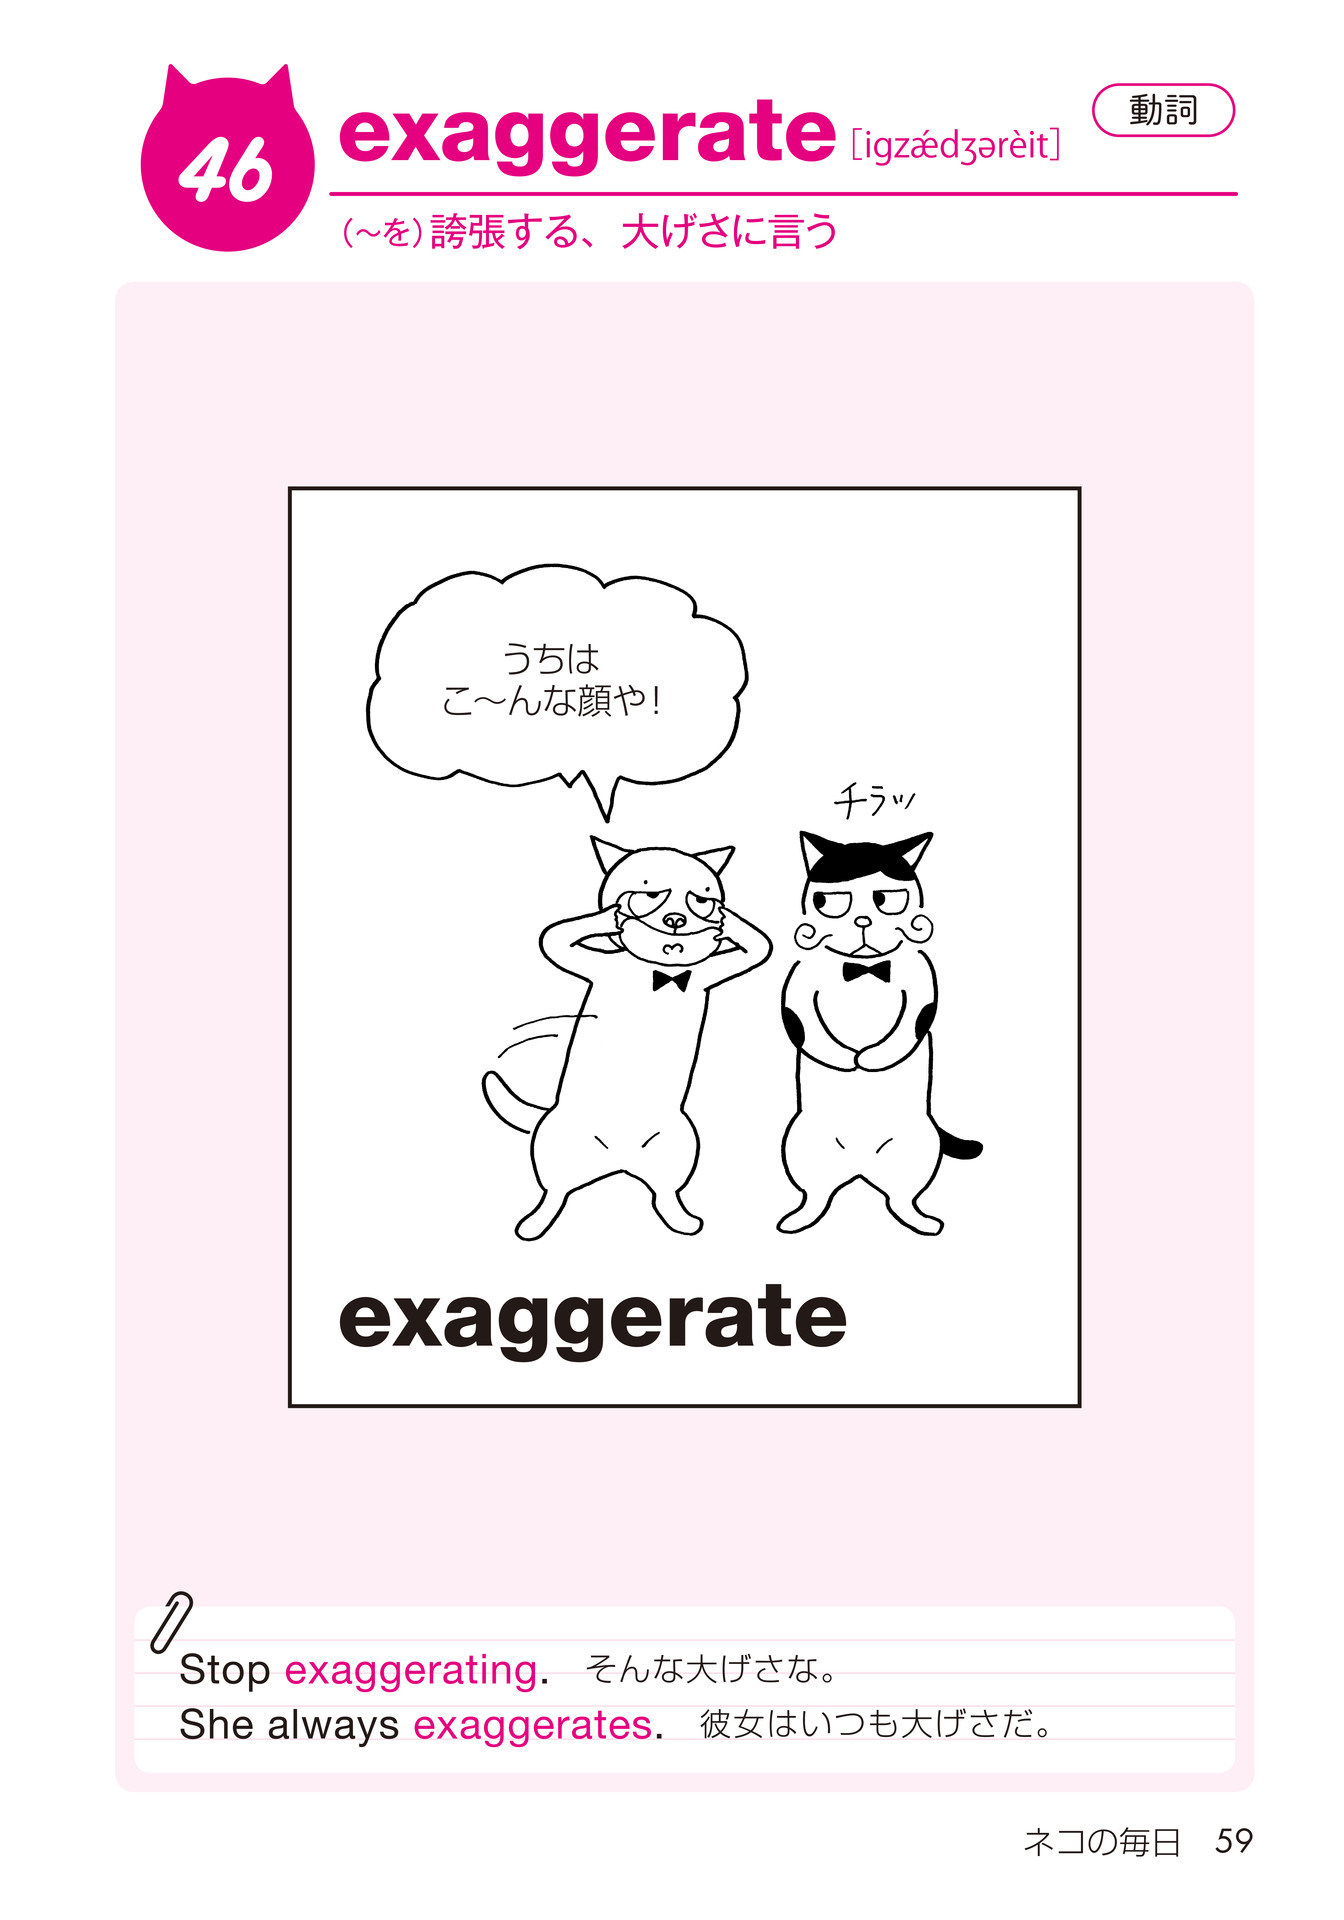 46
exaggerate [igzǽdʒərèit] 動詞
（〜を）誇張する、大げさに言う
うちは
こ〜んな顔や！
チラッ
exaggerate
Stop exaggerating. そんな大げさな。
She always exaggerates. 彼女はいつも大げさだ。
ネコの毎日 59